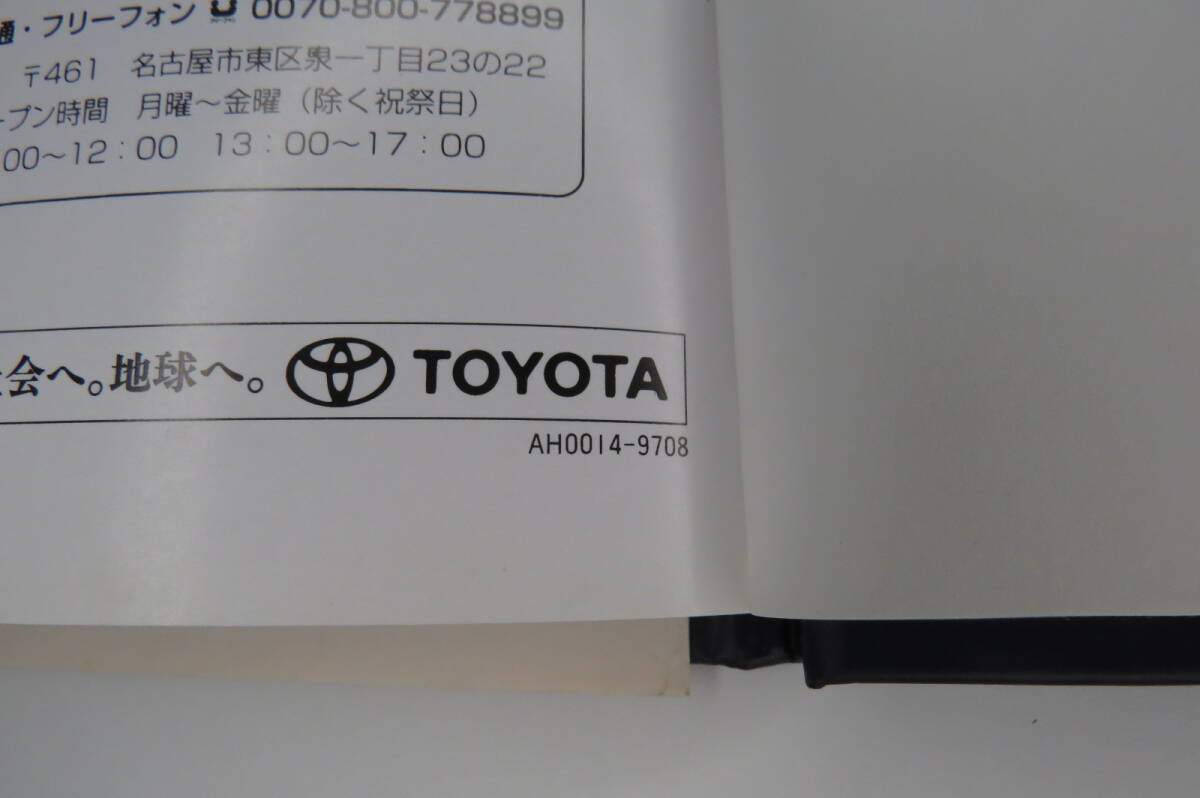 通・フリーフォン 0070-800-778899
〒461 名古屋市東区泉一丁目23の22
ープン時間 月曜～金曜（除く祝祭日）
:00～12:00 13:00～17:00
会へ。地球へ。 TOYOTA
AH0014-9708